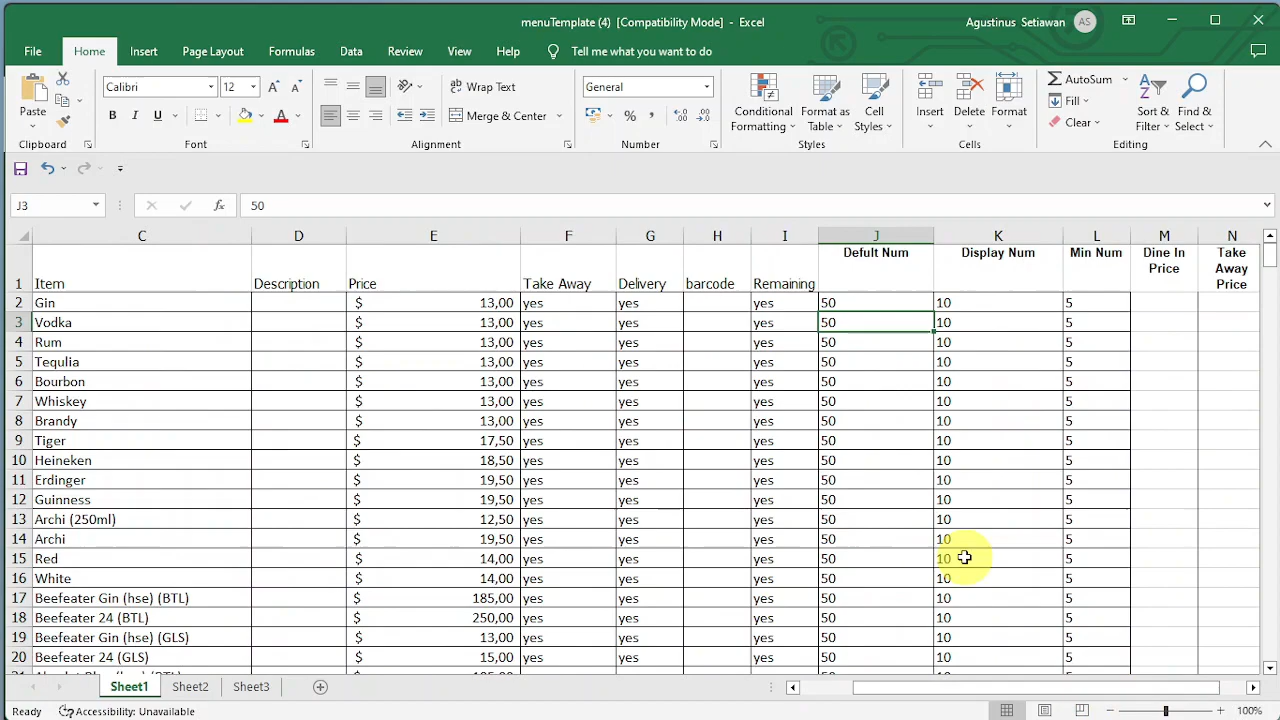 menuTemplate (4) [Compatibility Mode] - Excel
Agustinus Setiawan AS
File Home Insert Page Layout Formulas Data Review View Help Tell me what you want to do
Calibri 12 Wrap Text General AutoSum
Paste B I U Merge & Center % , Conditional Formatting Format as Table Cell Styles Insert Delete Format Fill Sort & Filter Find & Select
Clear
Clipboard Font Alignment Number Styles Cells Editing
J3 fx 50
C D E F G H I J K L M N
1 Item Description Price Take Away Delivery barcode Remaining Defult Num Display Num Min Num Dine In Price Take Away Price
2 Gin $ 13,00 yes yes yes 50 10 5
3 Vodka $ 13,00 yes yes yes 50 10 5
4 Rum $ 13,00 yes yes yes 50 10 5
5 Tequlia $ 13,00 yes yes yes 50 10 5
6 Bourbon $ 13,00 yes yes yes 50 10 5
7 Whiskey $ 13,00 yes yes yes 50 10 5
8 Brandy $ 13,00 yes yes yes 50 10 5
9 Tiger $ 17,50 yes yes yes 50 10 5
10 Heineken $ 18,50 yes yes yes 50 10 5
11 Erdinger $ 19,50 yes yes yes 50 10 5
12 Guinness $ 19,50 yes yes yes 50 10 5
13 Archi (250ml) $ 12,50 yes yes yes 50 10 5
14 Archi $ 19,50 yes yes yes 50 10 5
15 Red $ 14,00 yes yes yes 50 10 5
16 White $ 14,00 yes yes yes 50 10 5
17 Beefeater Gin (hse) (BTL) $ 185,00 yes yes yes 50 10 5
18 Beefeater 24 (BTL) $ 250,00 yes yes yes 50 10 5
19 Beefeater Gin (hse) (GLS) $ 13,00 yes yes yes 50 10 5
20 Beefeater 24 (GLS) $ 15,00 yes yes yes 50 10 5
Sheet1 Sheet2 Sheet3
Ready Accessibility: Unavailable 100%